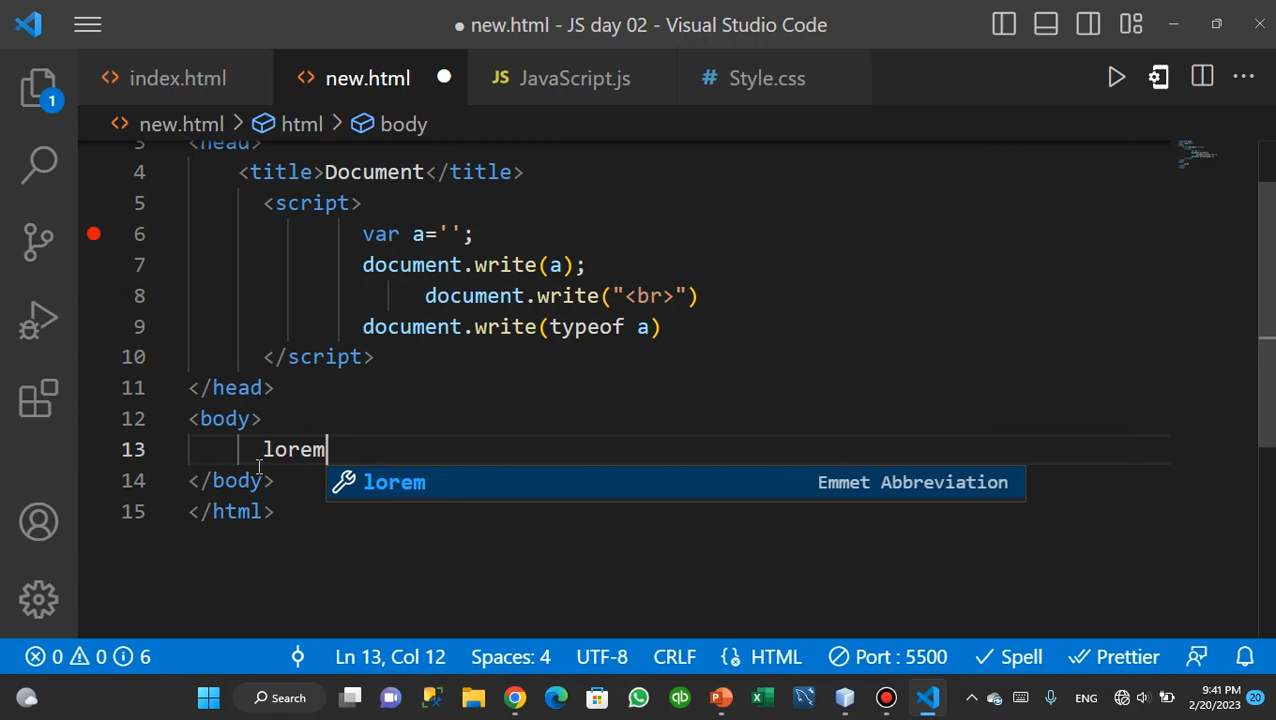 new.html - JS day 02 - Visual Studio Code
index.html new.html JS JavaScript.js # Style.css
new.html > html > body
3 <head>
4 <title>Document</title>
5 <script>
6 var a='';
7 document.write(a);
8 document.write("<br>")
9 document.write(typeof a)
10 </script>
11 </head>
12 <body>
13 lorem
lorem Emmet Abbreviation
14 </body>
15 </html>
1
0 0 6 Ln 13, Col 12 Spaces: 4 UTF-8 CRLF {} HTML Port : 5500 Spell Prettier
Search ENG 9:41 PM
2/20/2023 20